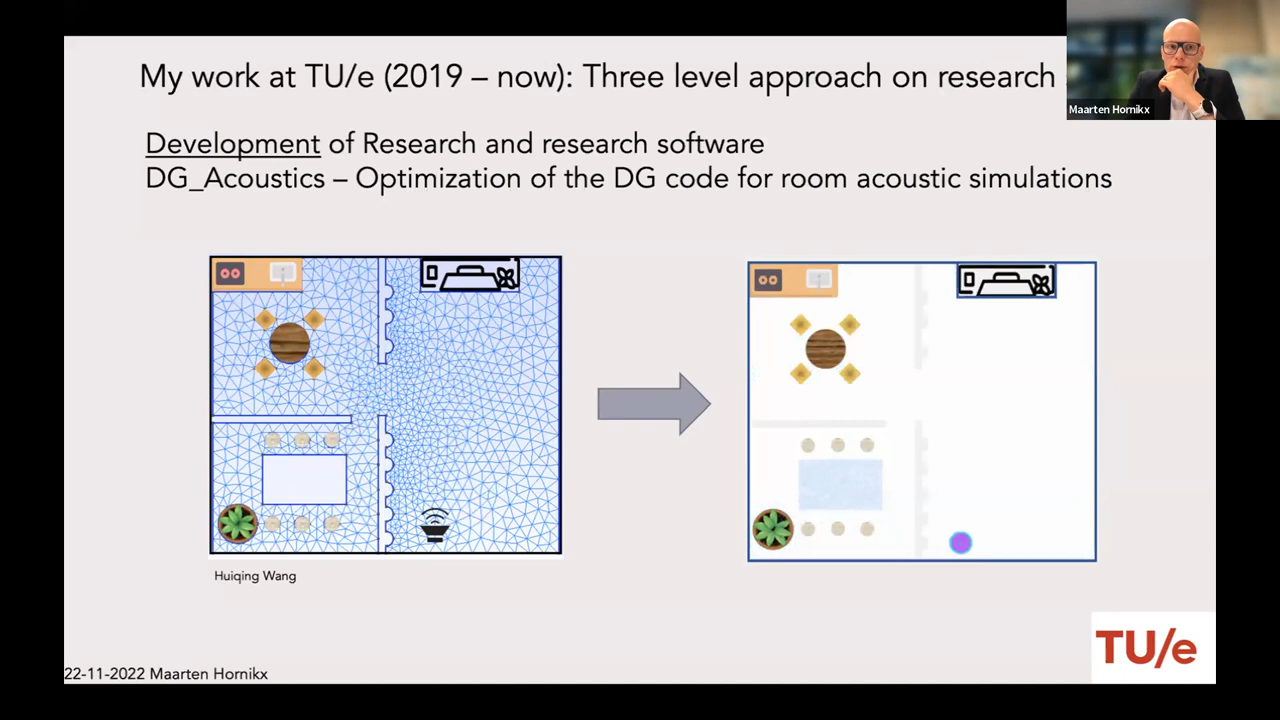 My work at TU/e (2019 – now): Three level approach on research
Maarten Hornikx
Development of Research and research software
DG_Acoustics – Optimization of the DG code for room acoustic simulations
Huiqing Wang
TU/e
22-11-2022 Maarten Hornikx